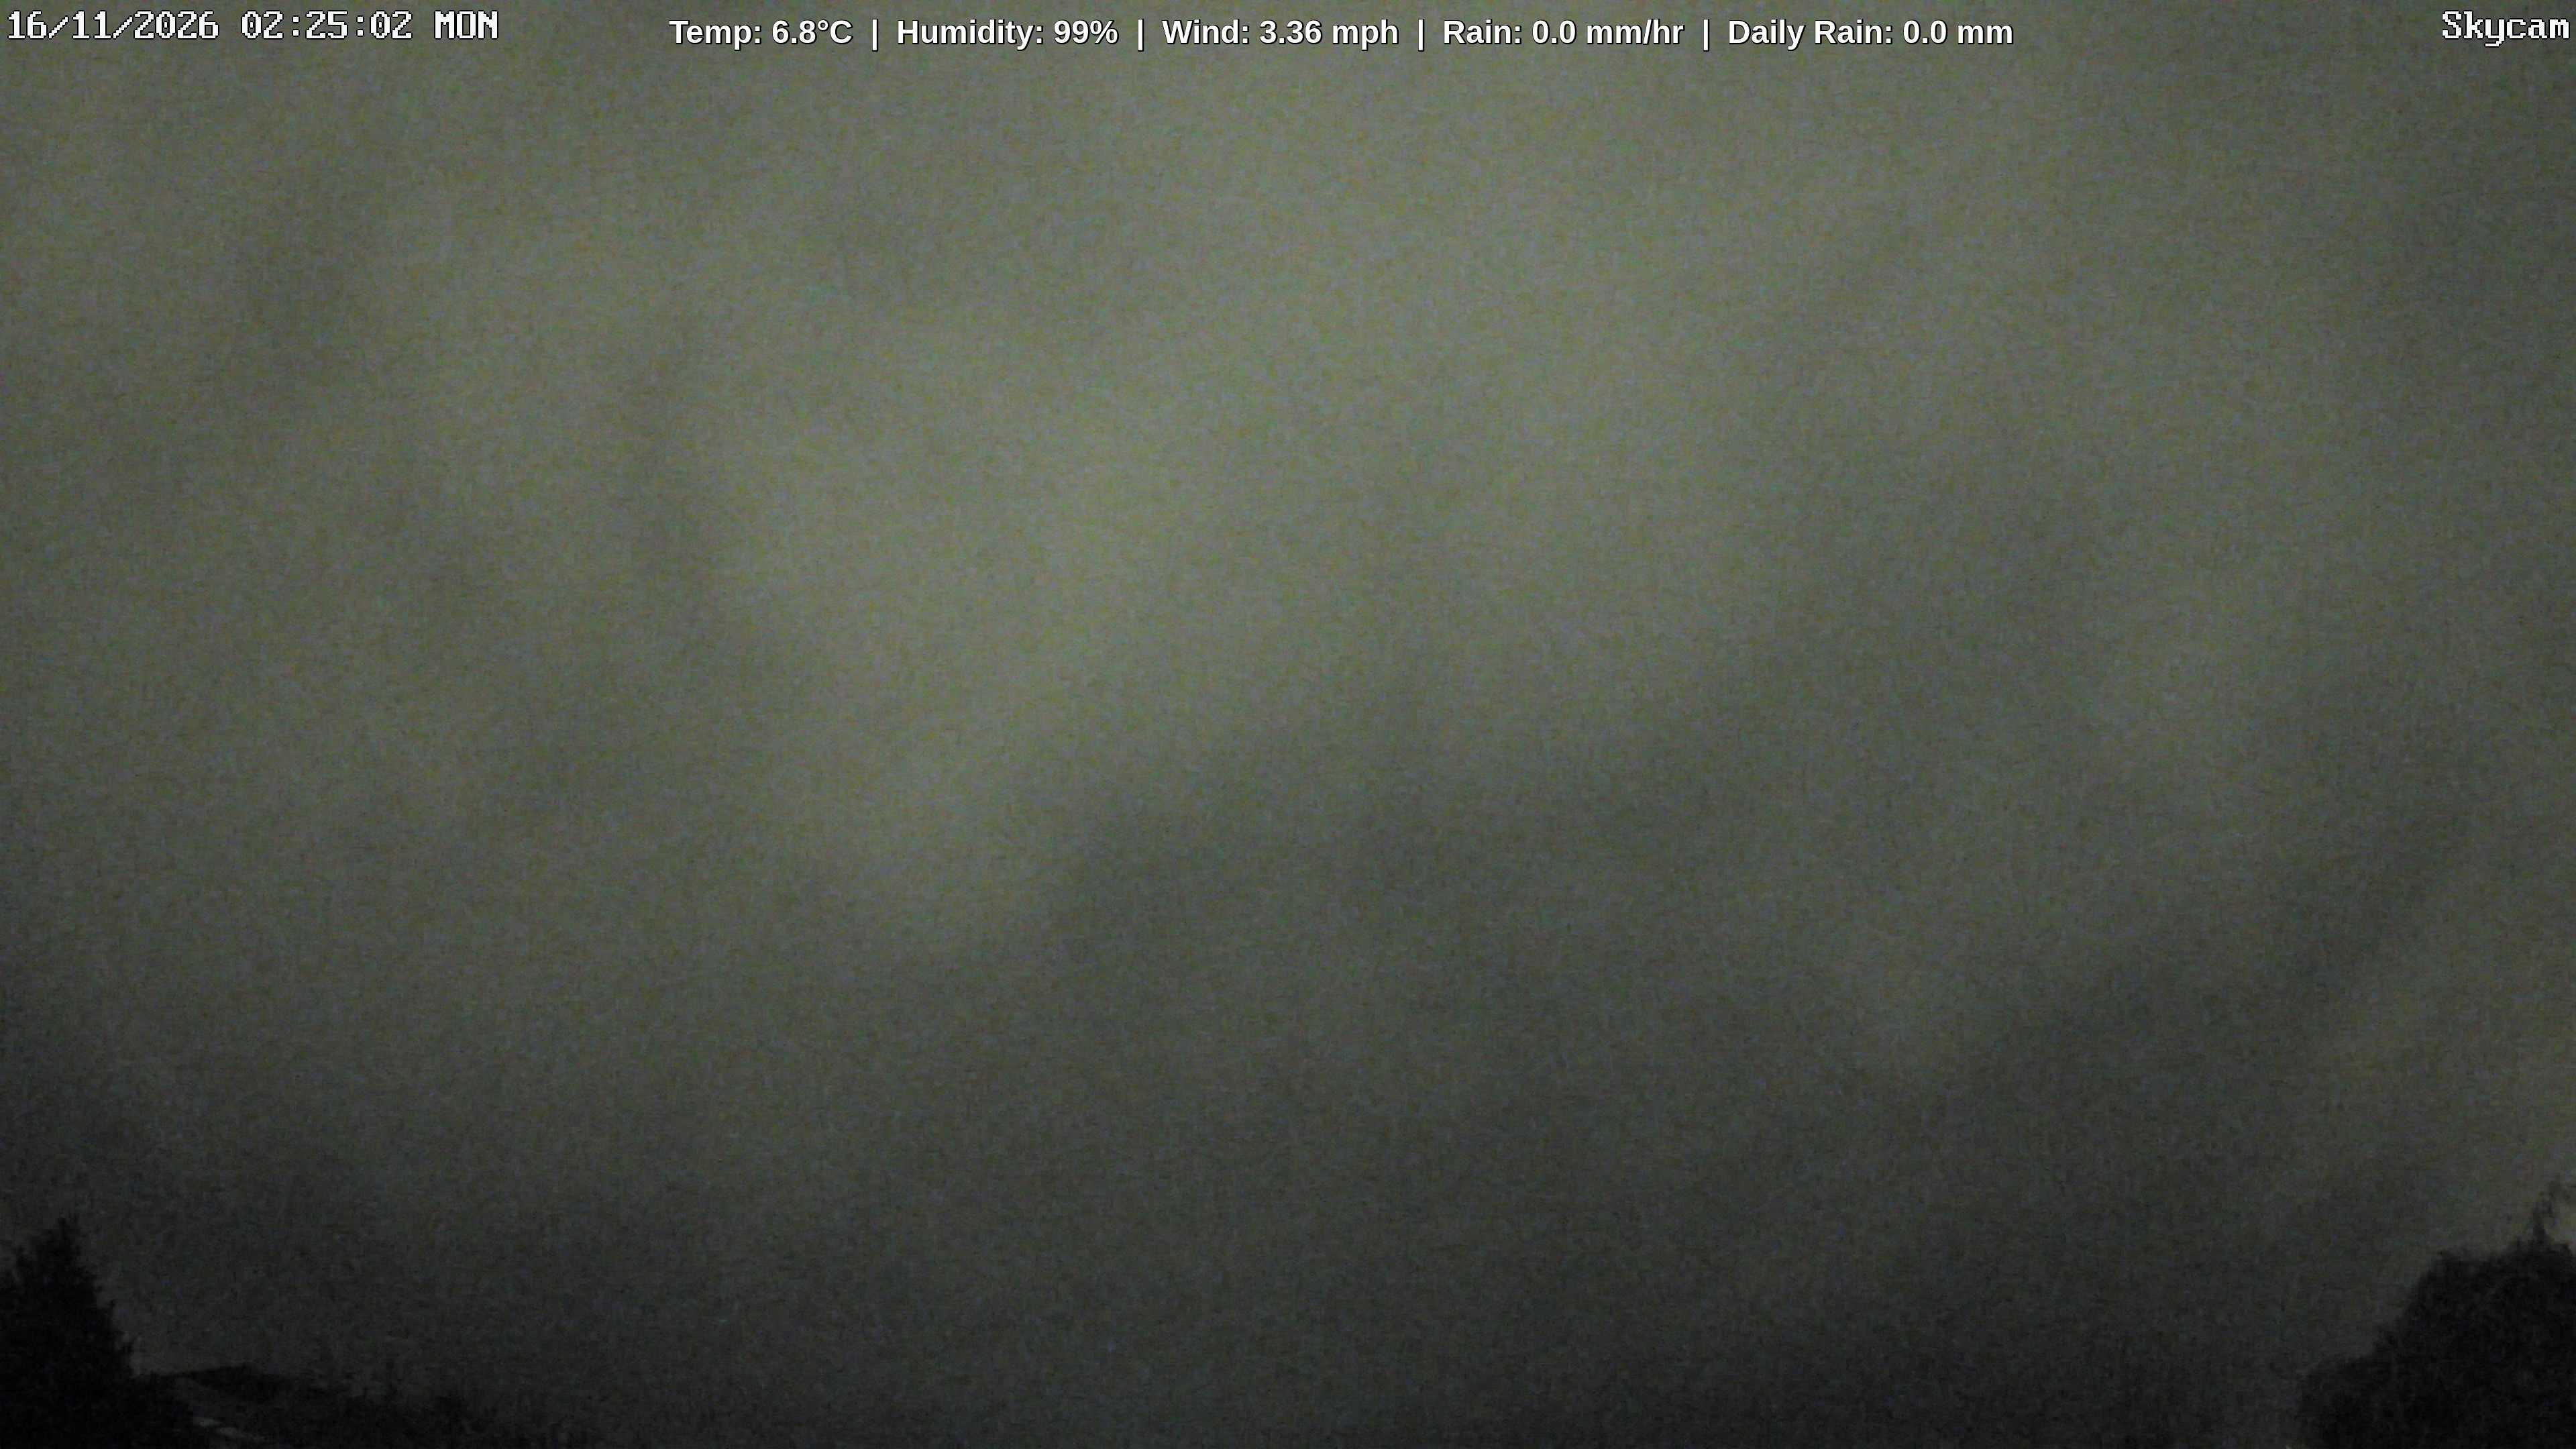 16/11/2026 02:25:02 MON
Temp: 6.8°C | Humidity: 99% | Wind: 3.36 mph | Rain: 0.0 mm/hr | Daily Rain: 0.0 mm
Skycam